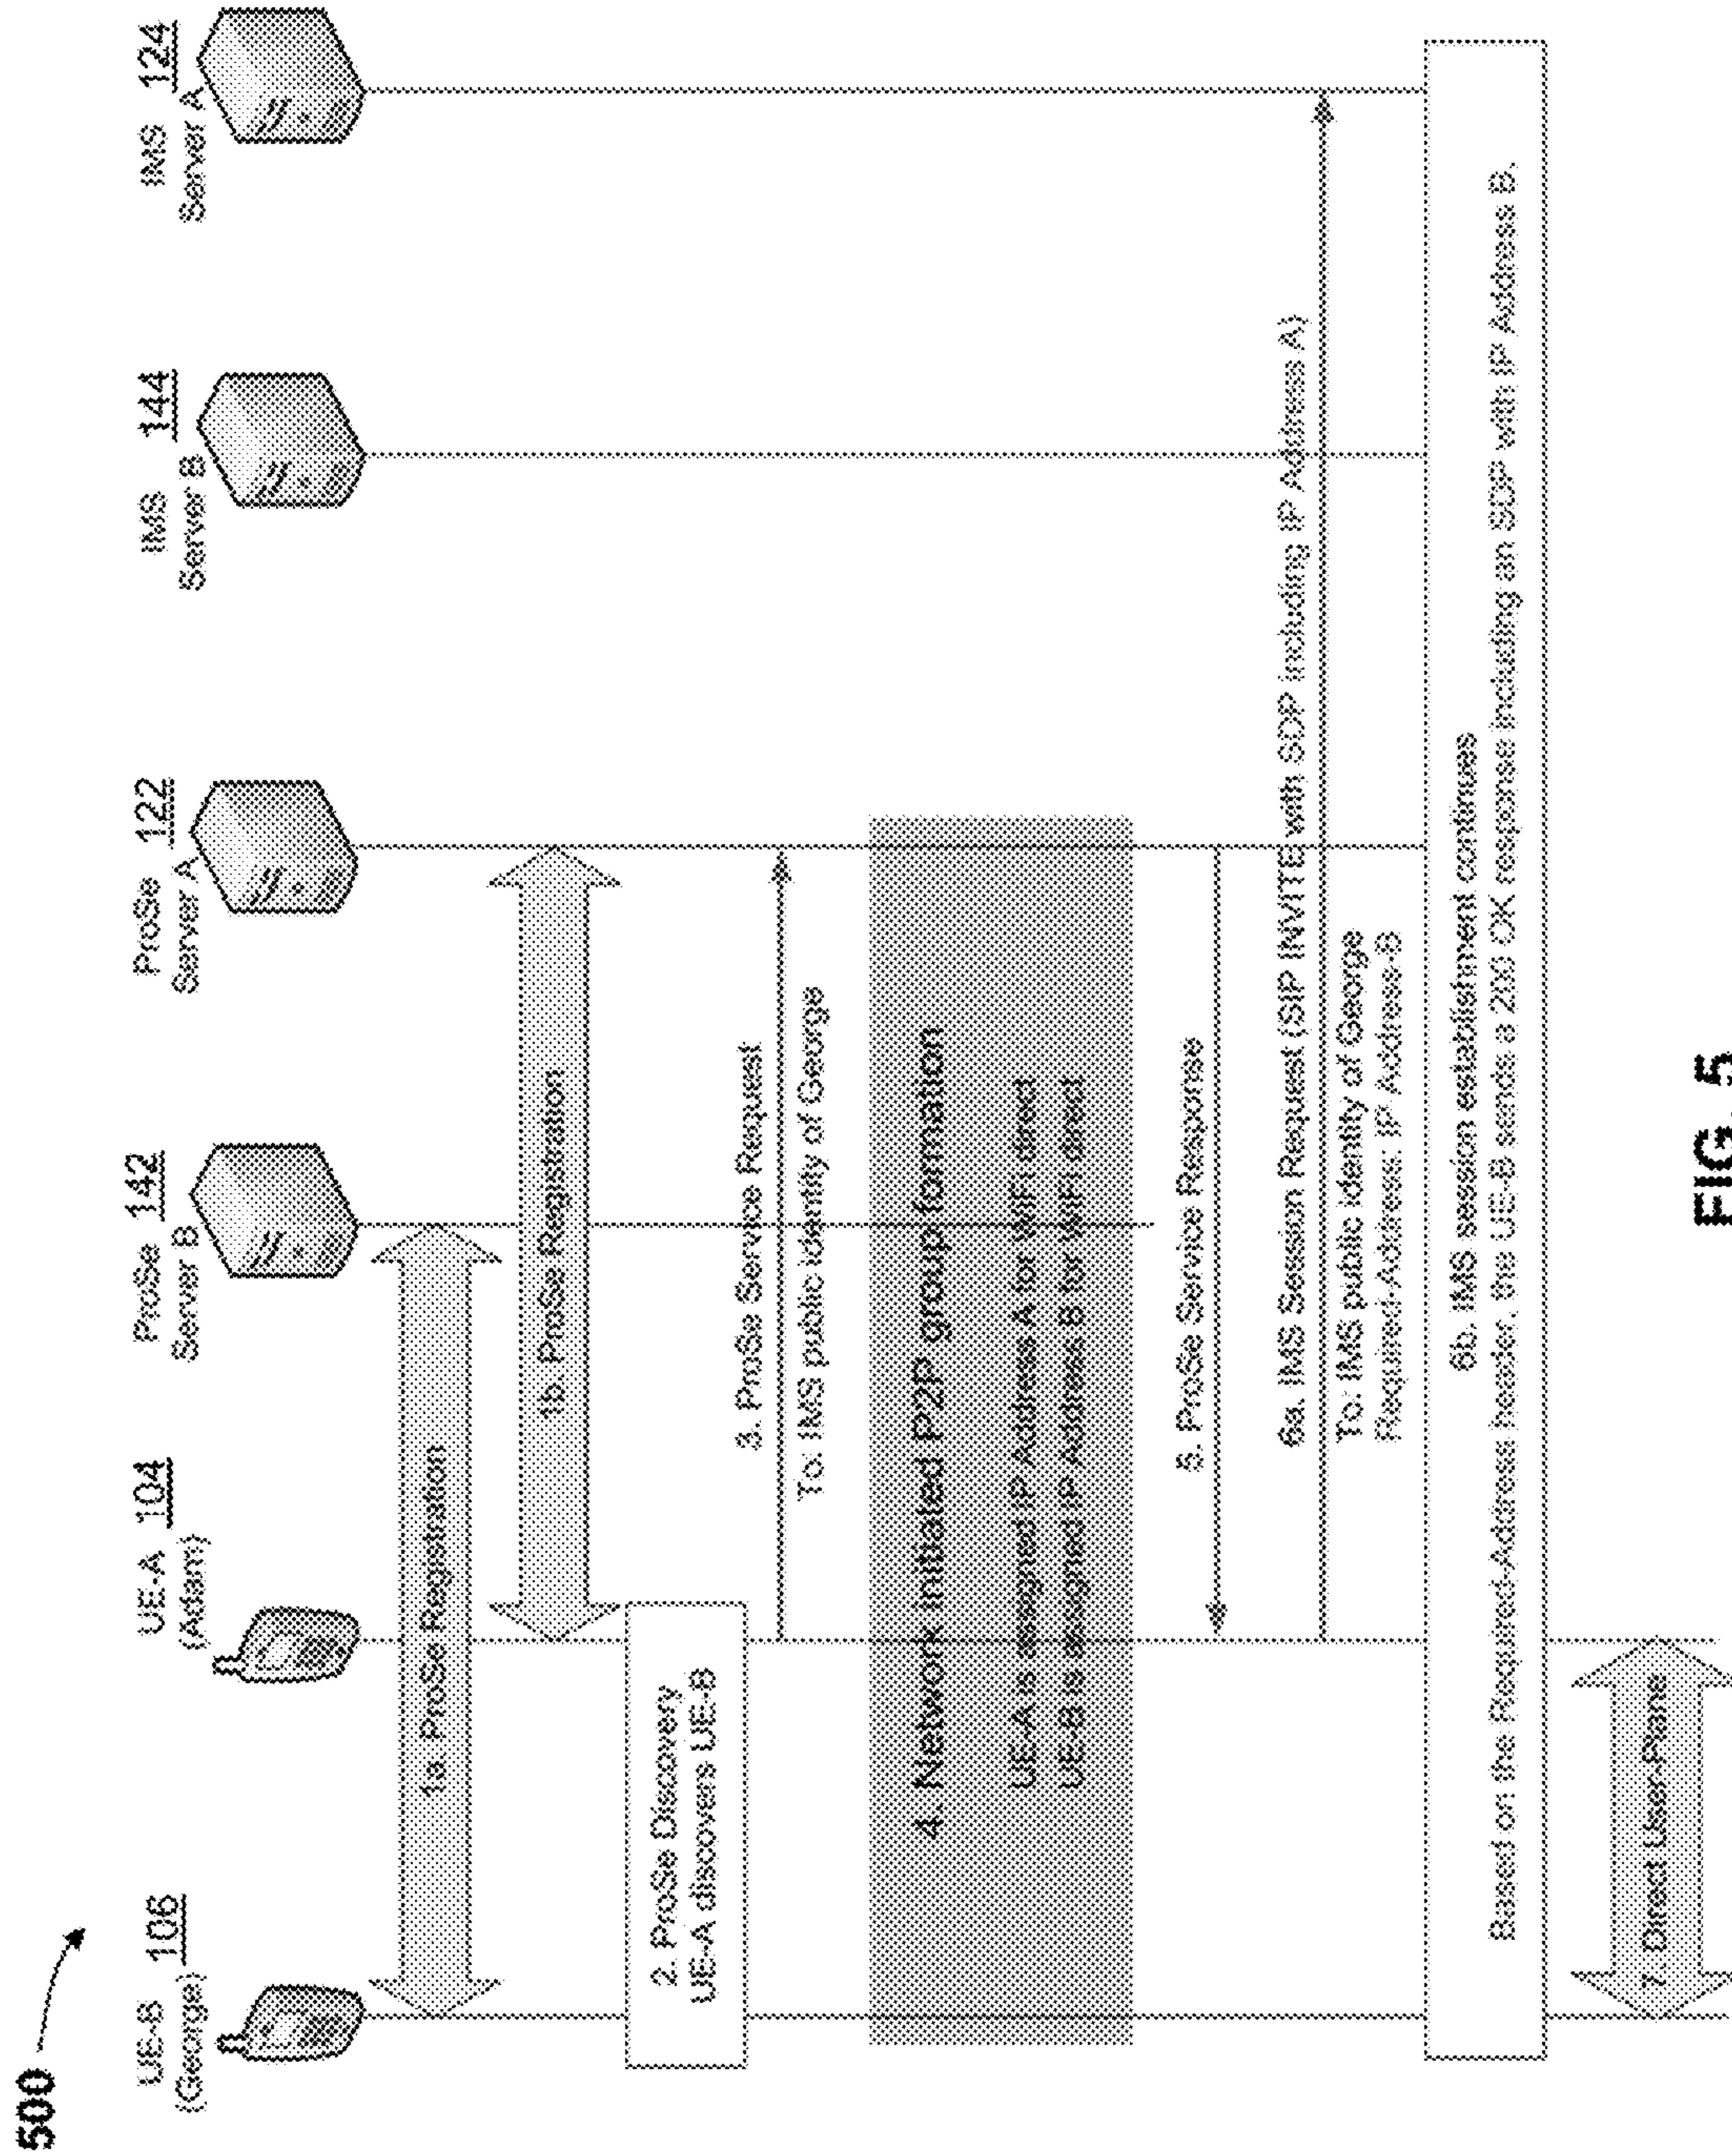 500
UE-B 106
(George)
UE-A 104
(Adam)
ProSe 142
Server B
ProSe 122
Server A
IMS 144
Server B
IMS 124
Server A
1a ProSe Registration
1b. ProSe Registration
2. ProSe Discovery
UE-A discovers UE-B
3. ProSe Service Request
To: IMS public identity of George
4. Network initiated P2P group formation
UE-A is assigned IP Address A for WiFi direct
UE-B is assigned IP Address B for WiFi direct
5. ProSe Service Response
6a. IMS Session Request (SIP INVITE with SDP including IP Address A)
To: IMS public identity of George
Required-Address: IP Address-B
6b. IMS session establishment continues
Based on the Required-Address header, the UE-B sends a 200 OK response including an SDP with IP Address B.
7. Direct User-Plane
FIG. 5